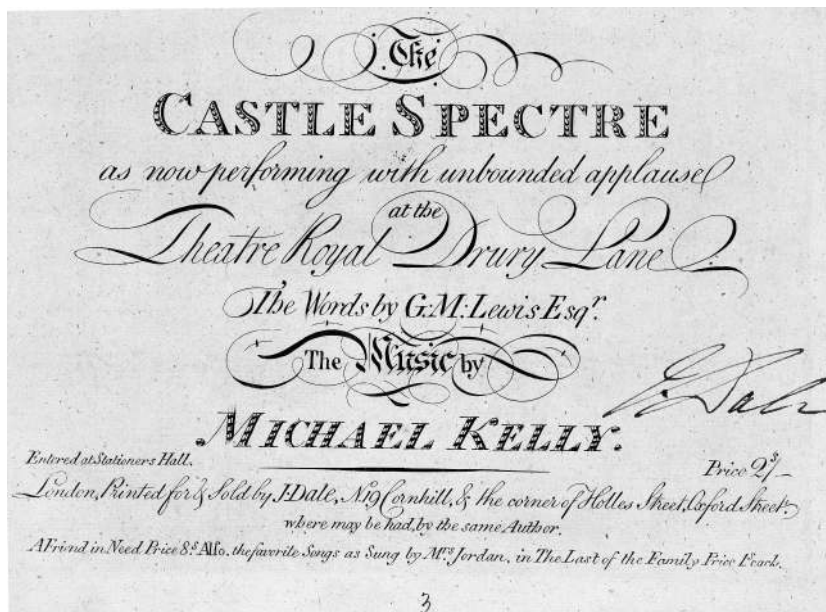 The
CASTLE SPECTRE
as now performing with unbounded applause
at the
Theatre Royal Drury Lane
The Words by G:M:Lewis Esqr.
The Music by
MICHAEL KELLY.
J. Dale
Entered at Stationers Hall.
Price 2s/-
London, Printed for & Sold by J. Dale, No 19 Cornhill, & the corner of Holles Street, Oxford Street.
where may be had, by the same Author.
A Friend in Need Price 8s Also, the favorite Songs as Sung by Mrs Jordan, in The Last of the Family Price 1s each.
3